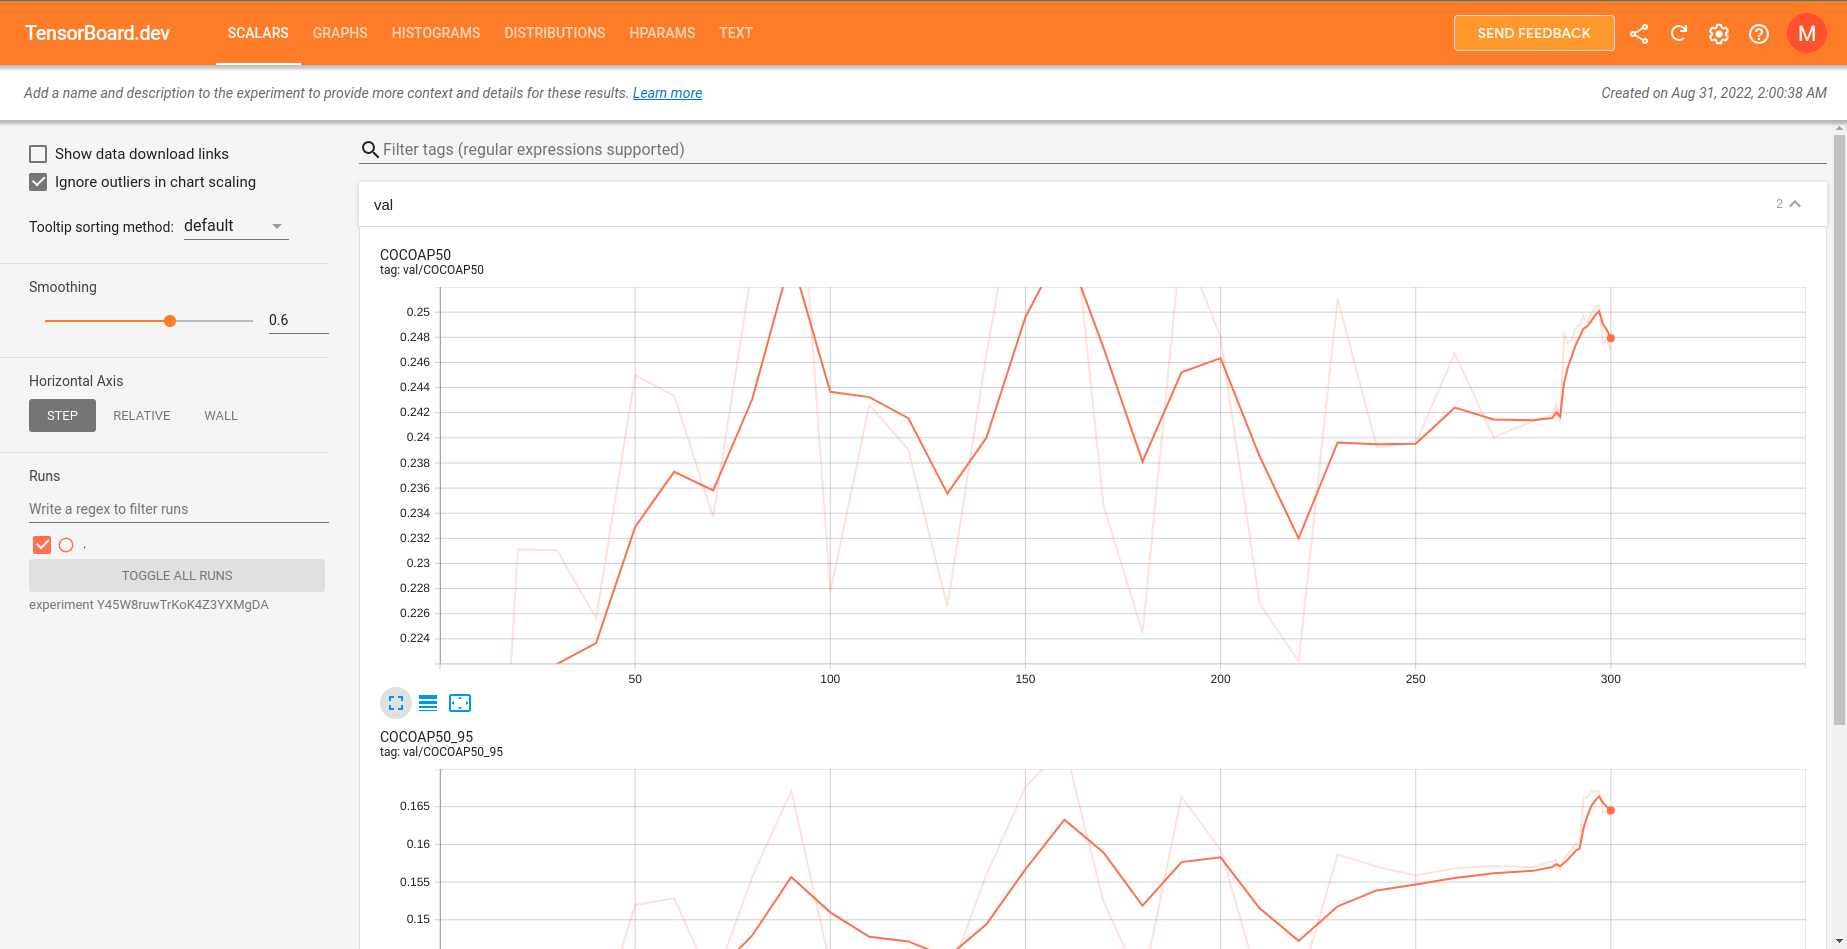 TensorBoard.dev SCALARS GRAPHS HISTOGRAMS DISTRIBUTIONS HPARAMS TEXT SEND FEEDBACK M
Add a name and description to the experiment to provide more context and details for these results. Learn more Created on Aug 31, 2022, 2:00:38 AM
Show data download links
Ignore outliers in chart scaling
Tooltip sorting method: default
Smoothing
0.6
Horizontal Axis
STEP RELATIVE WALL
Runs
Write a regex to filter runs
.
TOGGLE ALL RUNS
experiment Y45W8ruwTrKoK4Z3YXMgDA
Filter tags (regular expressions supported)
val 2
COCOAP50
tag: val/COCOAP50
0.25
0.248
0.246
0.244
0.242
0.24
0.238
0.236
0.234
0.232
0.23
0.228
0.226
0.224
50 100 150 200 250 300
COCOAP50_95
tag: val/COCOAP50_95
0.165
0.16
0.155
0.15